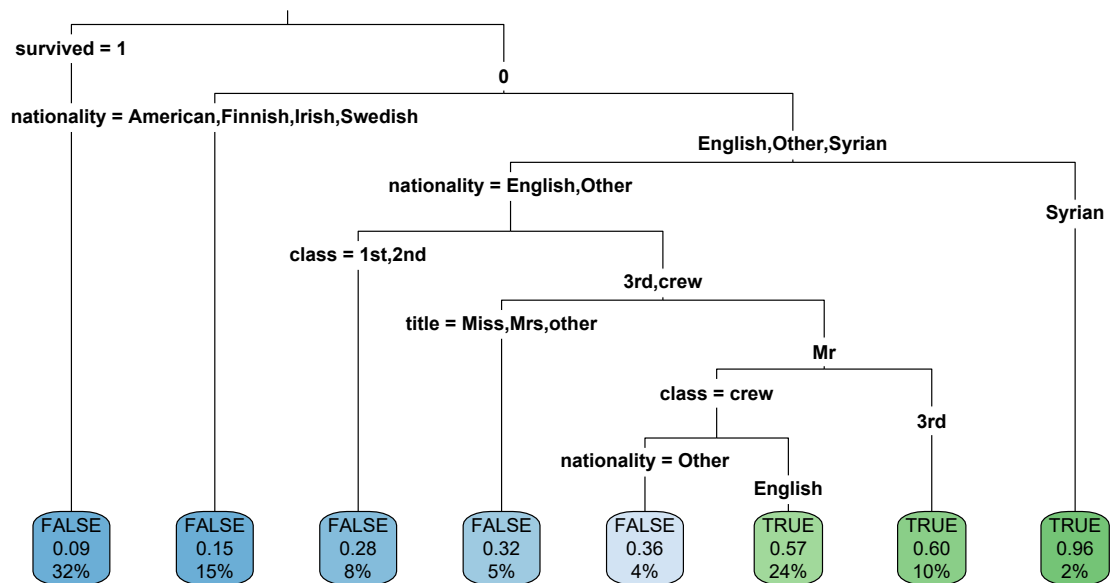 survived = 1
0
nationality = American,Finnish,Irish,Swedish
English,Other,Syrian
nationality = English,Other
Syrian
class = 1st,2nd
3rd,crew
title = Miss,Mrs,other
Mr
class = crew
3rd
nationality = Other
English
FALSE
0.09
32%
FALSE
0.15
15%
FALSE
0.28
8%
FALSE
0.32
5%
FALSE
0.36
4%
TRUE
0.57
24%
TRUE
0.60
10%
TRUE
0.96
2%